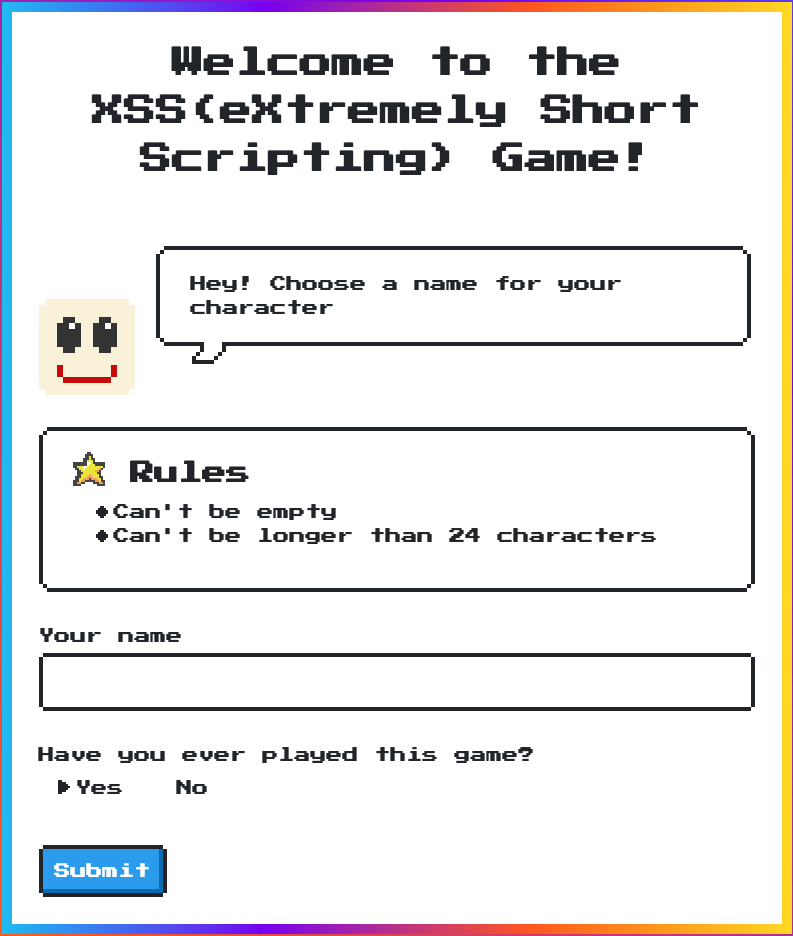 Welcome to the
XSS(eXtremely Short
Scripting) Game!
Hey! Choose a name for your
character
Rules
Can't be empty
Can't be longer than 24 characters
Your name
Have you ever played this game?
Yes No
Submit